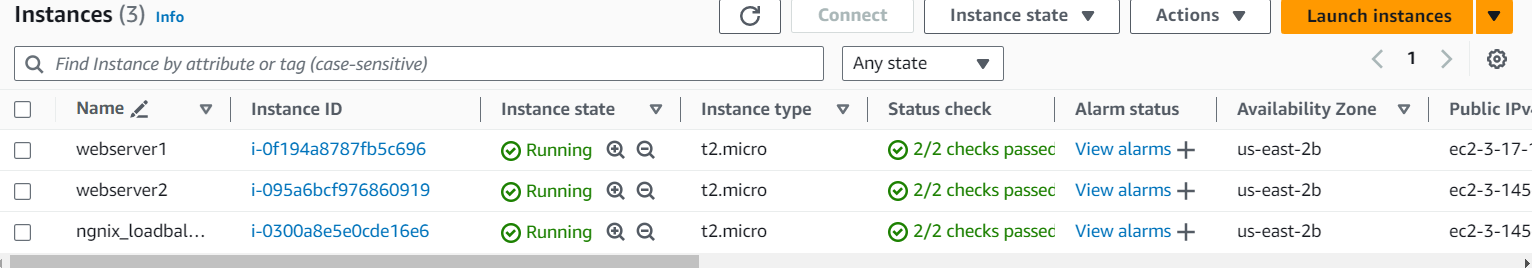 Instances (3) Info Connect Instance state Actions Launch instances
Find Instance by attribute or tag (case-sensitive) Any state 1
Name Instance ID Instance state Instance type Status check Alarm status Availability Zone Public IPv
webserver1 i-0f194a8787fb5c696 Running t2.micro 2/2 checks passed View alarms us-east-2b ec2-3-17-1
webserver2 i-095a6bcf976860919 Running t2.micro 2/2 checks passed View alarms us-east-2b ec2-3-145
ngnix_loadbal... i-0300a8e5e0cde16e6 Running t2.micro 2/2 checks passed View alarms us-east-2b ec2-3-145